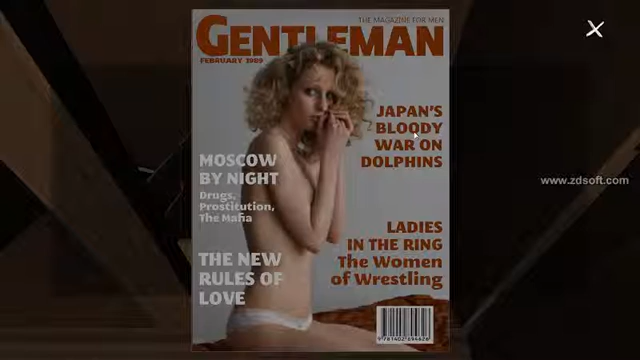 THE MAGAZINE FOR MEN
GENTLEMAN
FEBRUARY 1989
JAPAN'S
BLOODY
WAR ON
DOLPHINS
MOSCOW
BY NIGHT
Drugs,
Prostitution,
The Mafia
www.zdsoft.com
LADIES
IN THE RING
The Women
of Wrestling
THE NEW
RULES OF
LOVE
9781402894626